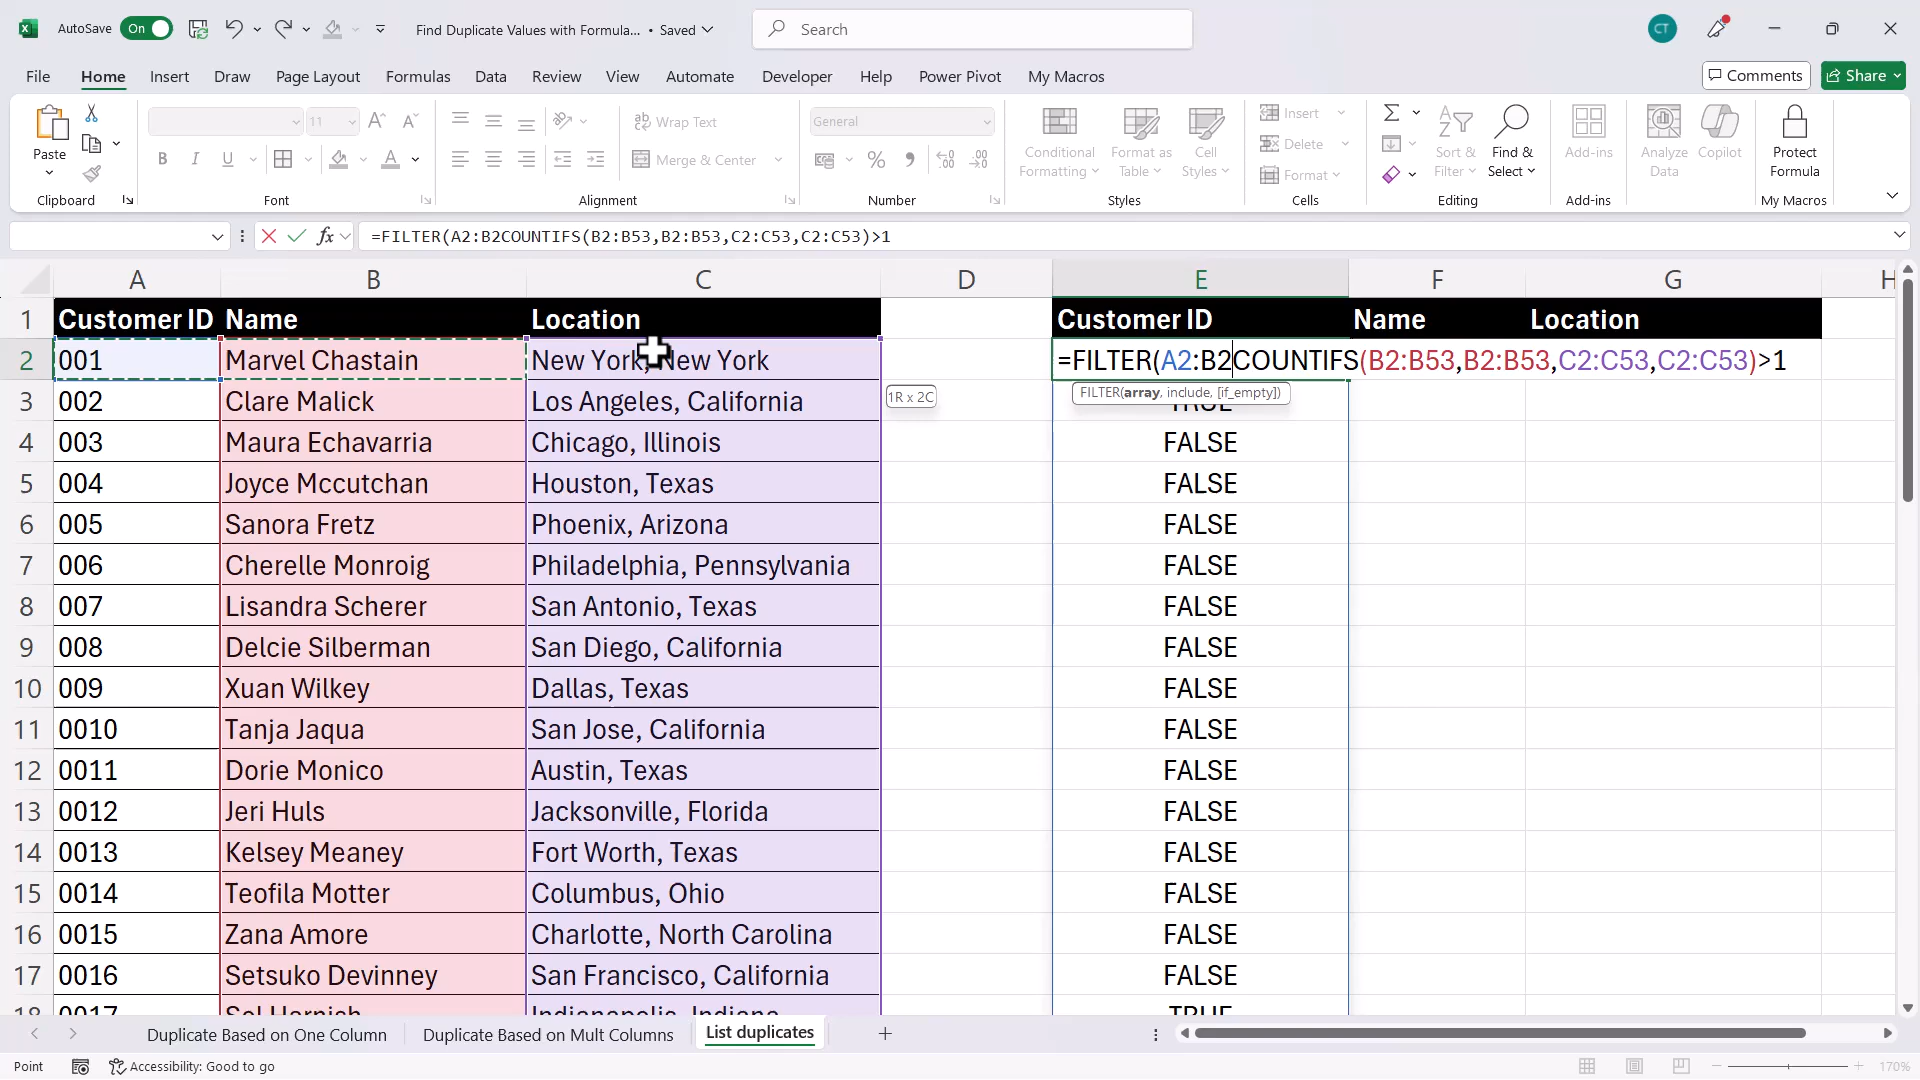 AutoSave On Find Duplicate Values with Formula... • Saved Search CT
File Home Insert Draw Page Layout Formulas Data Review View Automate Developer Help Power Pivot My Macros Comments Share
Paste
Clipboard
11
B I U A
Font
Wrap Text
Merge & Center
Alignment
General
Number
Conditional Formatting
Format as Table
Cell Styles
Styles
Insert
Delete
Format
Cells
Sort & Filter
Find & Select
Editing
Add-ins
Add-ins
Analyze Data
Copilot
Protect Formula
My Macros
fx =FILTER(A2:B2COUNTIFS(B2:B53,B2:B53,C2:C53,C2:C53)>1
A B C D E F G H
1 Customer ID Name Location Customer ID Name Location
2 001 Marvel Chastain New York, New York =FILTER(A2:B2COUNTIFS(B2:B53,B2:B53,C2:C53,C2:C53)>1
1R x 2C FILTER(array, include, [if_empty])
3 002 Clare Malick Los Angeles, California TRUE
4 003 Maura Echavarria Chicago, Illinois FALSE
5 004 Joyce Mccutchan Houston, Texas FALSE
6 005 Sanora Fretz Phoenix, Arizona FALSE
7 006 Cherelle Monroig Philadelphia, Pennsylvania FALSE
8 007 Lisandra Scherer San Antonio, Texas FALSE
9 008 Delcie Silberman San Diego, California FALSE
10 009 Xuan Wilkey Dallas, Texas FALSE
11 0010 Tanja Jaqua San Jose, California FALSE
12 0011 Dorie Monico Austin, Texas FALSE
13 0012 Jeri Huls Jacksonville, Florida FALSE
14 0013 Kelsey Meaney Fort Worth, Texas FALSE
15 0014 Teofila Motter Columbus, Ohio FALSE
16 0015 Zana Amore Charlotte, North Carolina FALSE
17 0016 Setsuko Devinney San Francisco, California FALSE
18 0017 Indianapolis, Indiana TRUE
Duplicate Based on One Column Duplicate Based on Mult Columns List duplicates
Point Accessibility: Good to go 170%